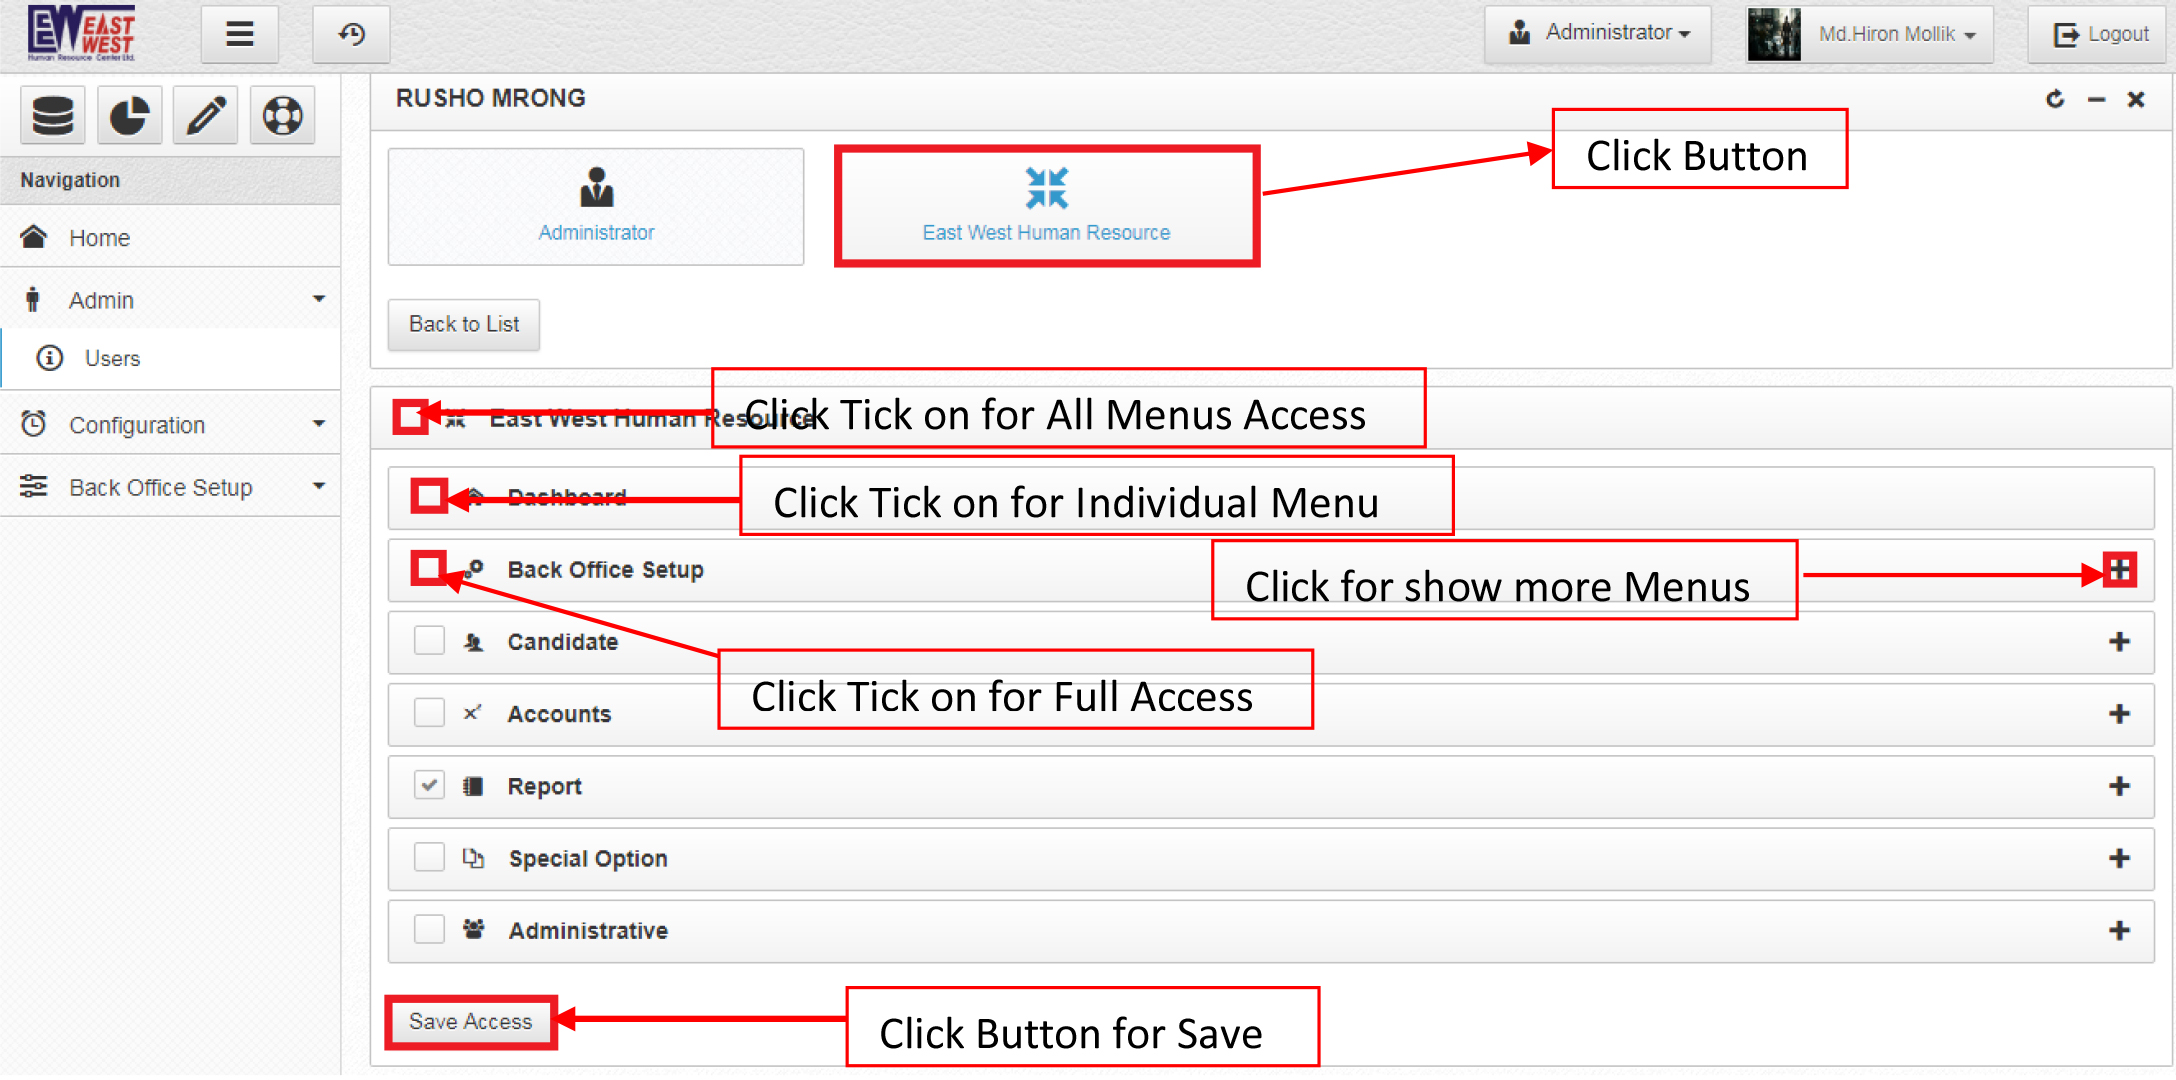 EW EAST
WEST
Human Resource Center Ltd.
Administrator
Md.Hiron Mollik
Logout
RUSHO MRONG
Click Button
Administrator
East West Human Resource
Navigation
Home
Admin
Users
Configuration
Back Office Setup
Back to List
East West Human Resource
Click Tick on for All Menus Access
Dashboard
Click Tick on for Individual Menu
Back Office Setup
Click for show more Menus
Candidate
Click Tick on for Full Access
Accounts
Report
Special Option
Administrative
Save Access
Click Button for Save